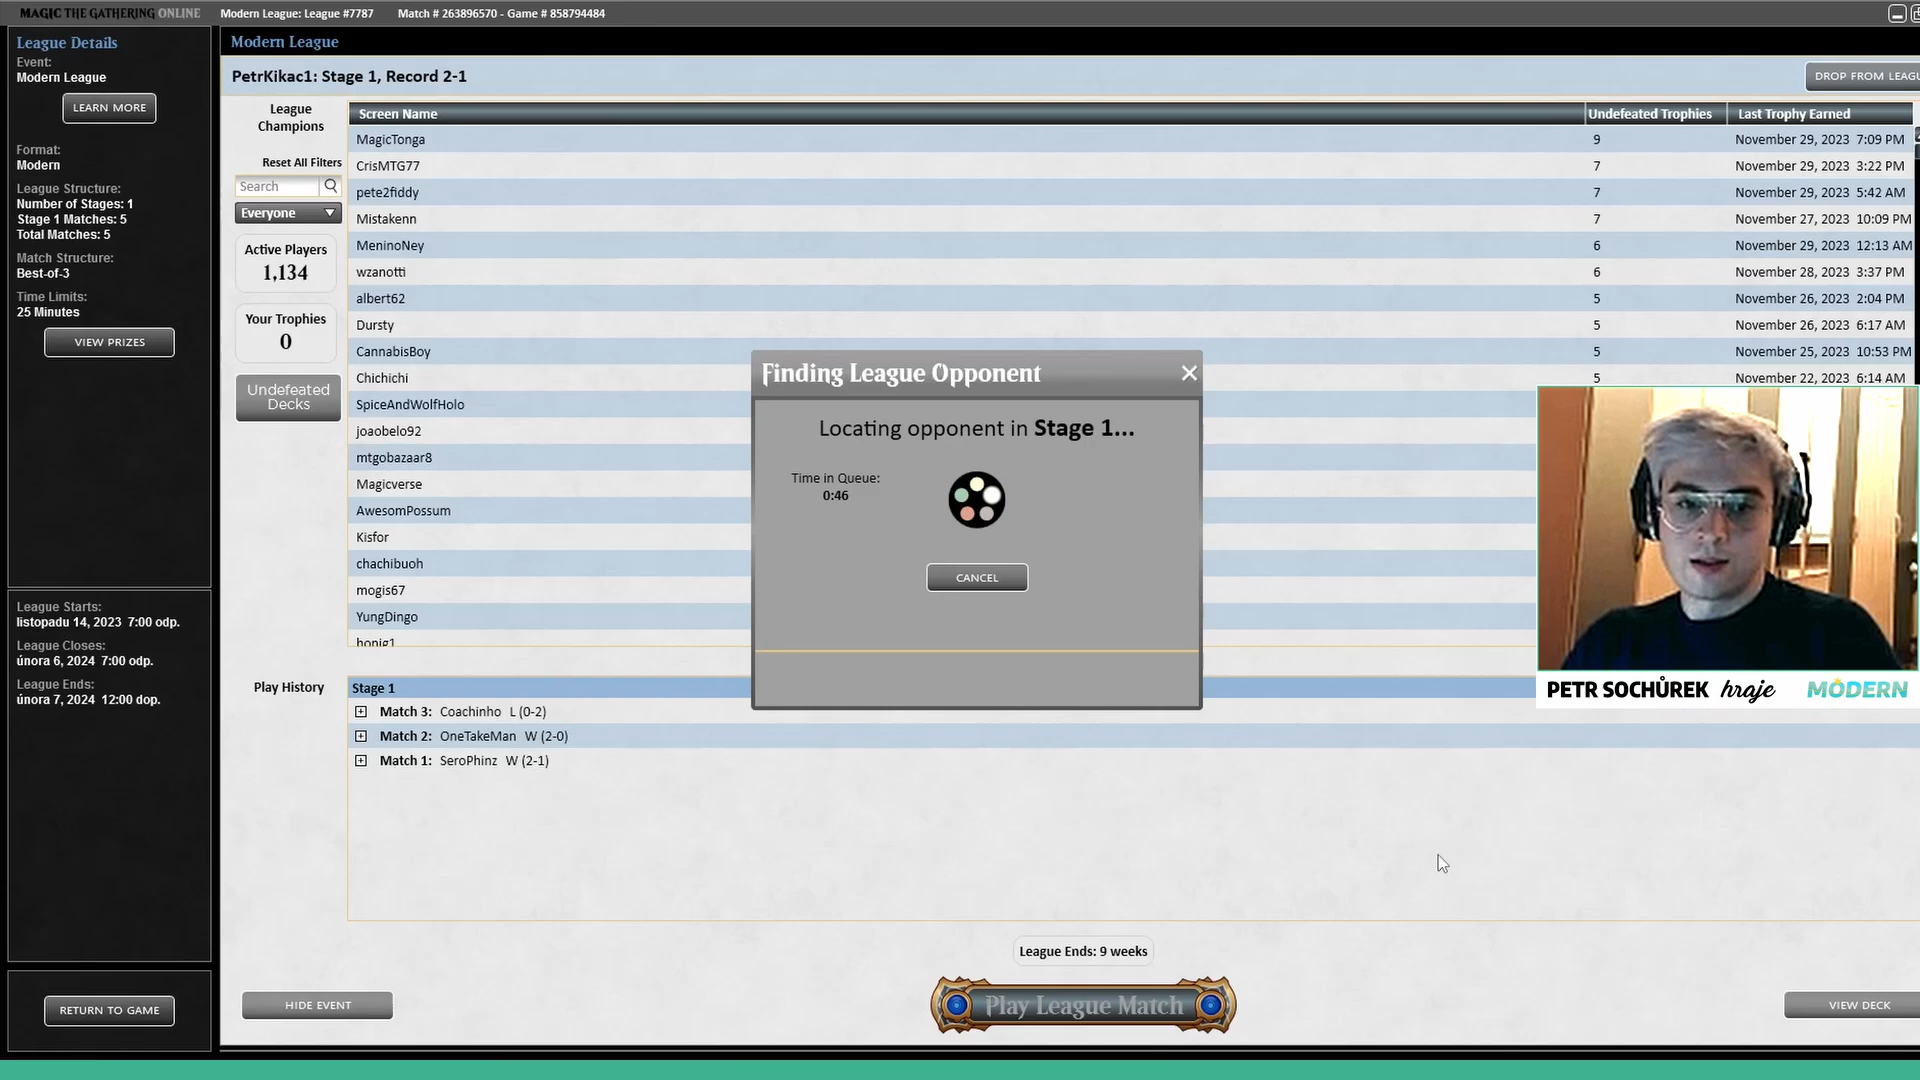 MAGIC THE GATHERING ONLINE
Modern League: League #7787
Match # 263896570 - Game # 858794484
League Details
Event:
Modern League
LEARN MORE
Format:
Modern
League Structure:
Number of Stages: 1
Stage 1 Matches: 5
Total Matches: 5
Match Structure:
Best-of-3
Time Limits:
25 Minutes
VIEW PRIZES
League Starts:
listopadu 14, 2023 7:00 odp.
League Closes:
února 6, 2024 7:00 odp.
League Ends:
února 7, 2024 12:00 dop.
RETURN TO GAME
Modern League
PetrKikac1: Stage 1, Record 2-1
DROP FROM LEAGU
League
Champions
Reset All Filters
Search
Everyone
Active Players
1,134
Your Trophies
0
Undefeated
Decks
Screen Name Undefeated Trophies Last Trophy Earned
MagicTonga 9 November 29, 2023 7:09 PM
CrisMTG77 7 November 29, 2023 3:22 PM
pete2fiddy 7 November 29, 2023 5:42 AM
Mistakenn 7 November 27, 2023 10:09 PM
MeninoNey 6 November 29, 2023 12:13 AM
wzanotti 6 November 28, 2023 3:37 PM
albert62 5 November 26, 2023 2:04 PM
Dursty 5 November 26, 2023 6:17 AM
CannabisBoy 5 November 25, 2023 10:53 PM
Chichichi 5 November 22, 2023 6:14 AM
SpiceAndWolfHolo
joaobelo92
mtgobazaar8
Magicverse
AwesomPossum
Kisfor
chachibuoh
mogis67
YungDingo
honig1
Finding League Opponent
Locating opponent in Stage 1...
Time in Queue:
0:46
CANCEL
PETR SOCHŮREK hraje MODERN
Play History
Stage 1
Match 3: Coachinho L (0-2)
Match 2: OneTakeMan W (2-0)
Match 1: SeroPhinz W (2-1)
League Ends: 9 weeks
HIDE EVENT
Play League Match
VIEW DECK